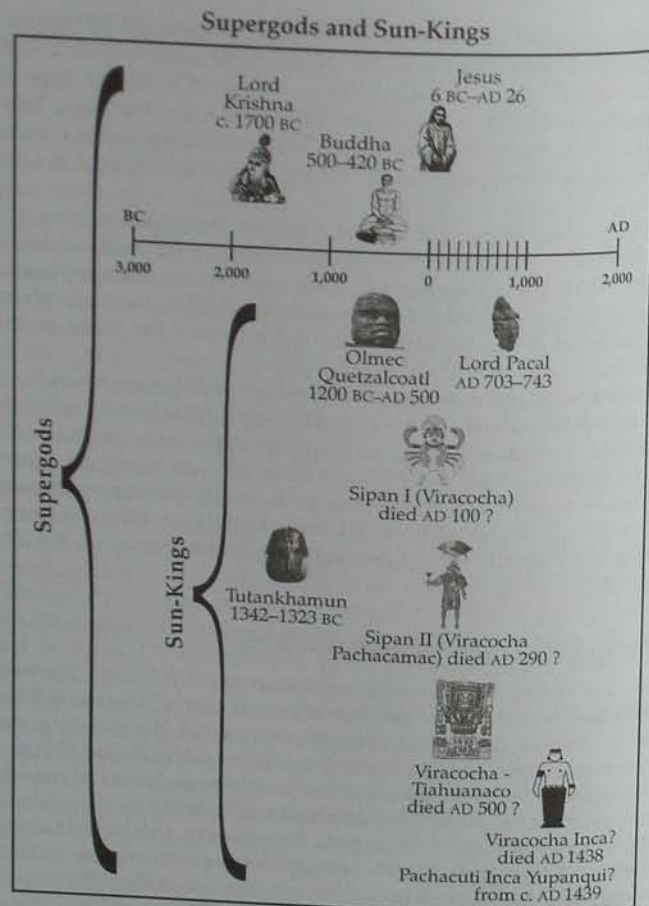 Supergods and Sun-Kings
Lord
Krishna
c. 1700 BC
Buddha
500–420 BC
Jesus
6 BC–AD 26
BC
AD
3,000
2,000
1,000
0
1,000
2,000
Supergods
Sun-Kings
Olmec
Quetzalcoatl
1200 BC–AD 500
Lord Pacal
AD 703–743
Sipan I (Viracocha)
died AD 100 ?
Tutankhamun
1342–1323 BC
Sipan II (Viracocha
Pachacamac) died AD 290 ?
Viracocha -
Tiahuanaco
died AD 500 ?
Viracocha Inca?
died AD 1438
Pachacuti Inca Yupanqui?
from c. AD 1439